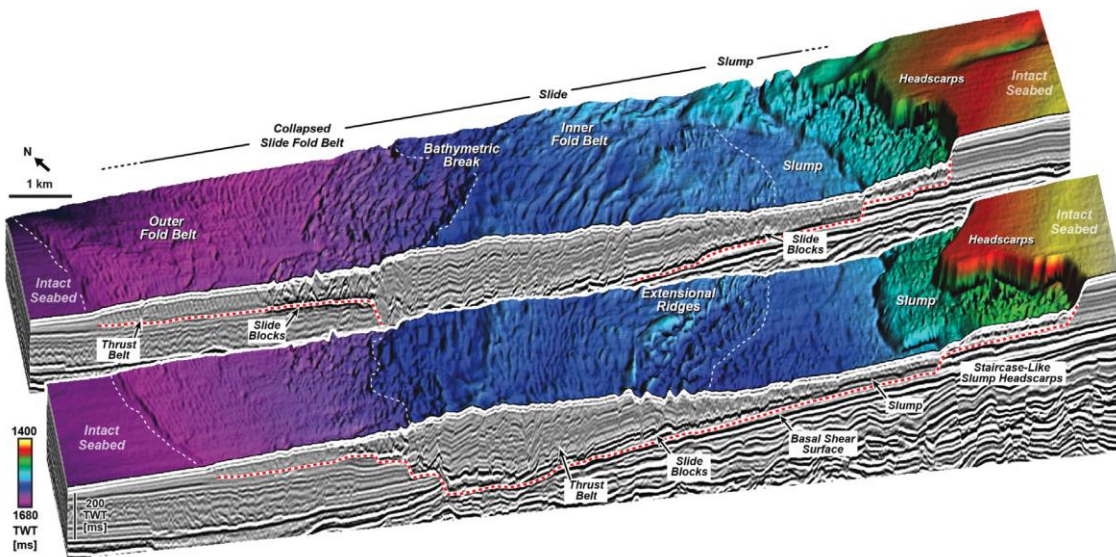 Slump
Slide
Collapsed
Slide Fold Belt
Headscarps
Intact
Seabed
N
1 km
Bathymetric
Break
Inner
Fold Belt
Slump
Outer
Fold Belt
Intact
Seabed
Slide
Blocks
Thrust
Belt
Slide
Blocks
Headscarps
Intact
Seabed
Extensional
Ridges
Slump
Staircase-Like
Slump Headscarps
Slump
Basal Shear
Surface
Slide
Blocks
Thrust
Belt
Intact
Seabed
1400
1680
TWT
[ms]
200
TWT
[ms]